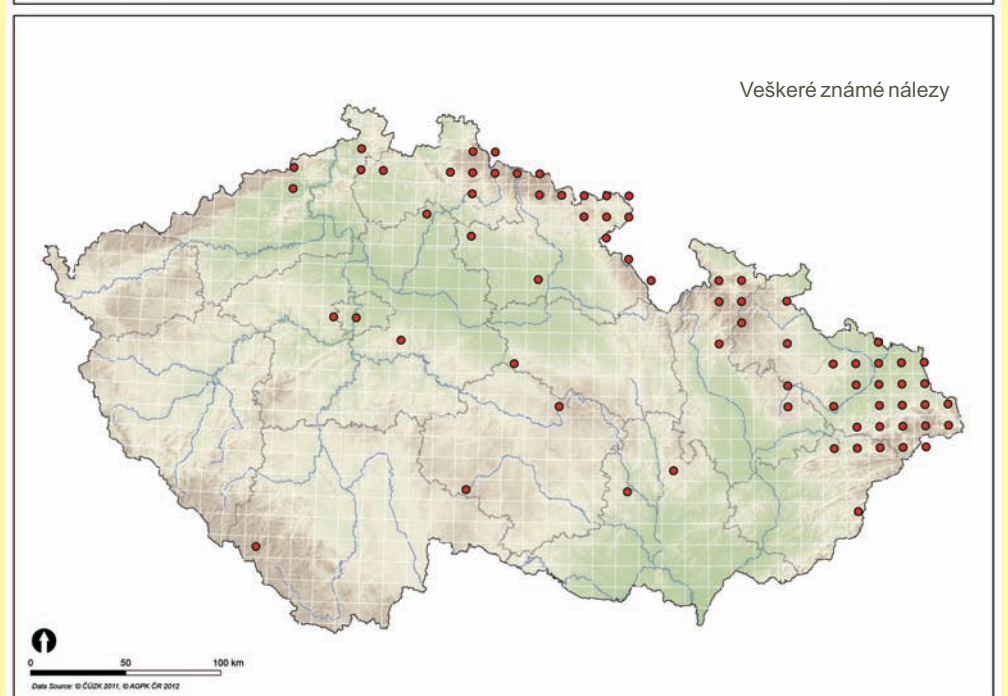 Veškeré známé nálezy
0 50 100 km
Data Source: © ČÚZK 2011, © AOPK ČR 2012